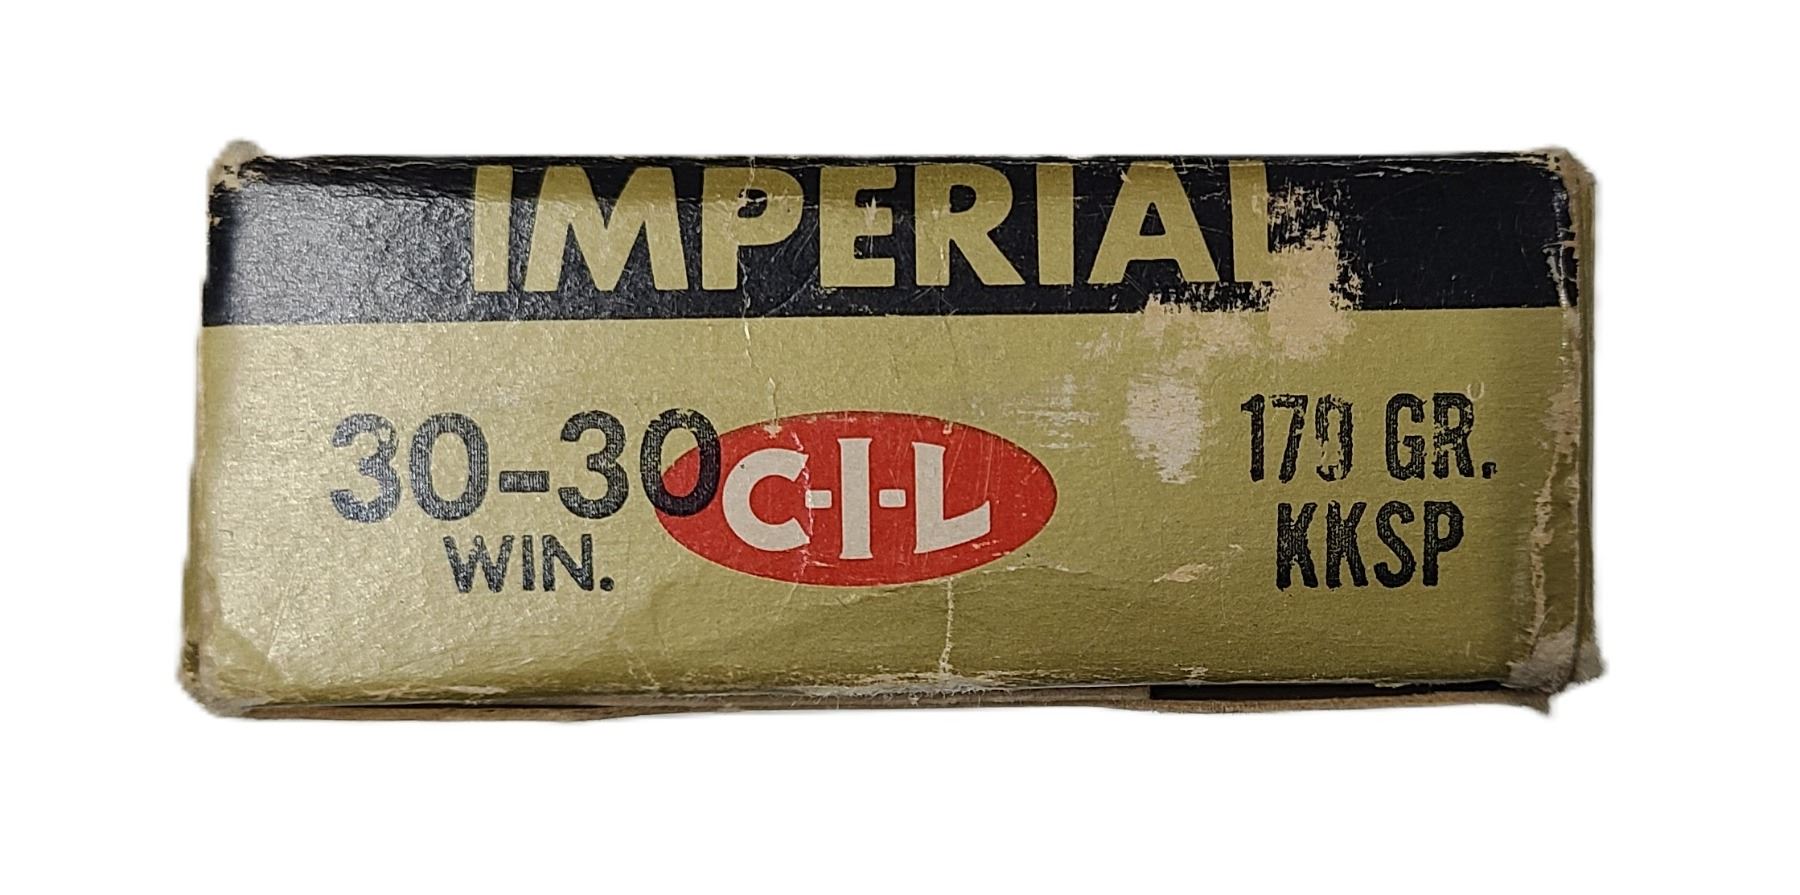 IMPERIAL
30-30
WIN.
C-I-L
170 GR.
KKSP